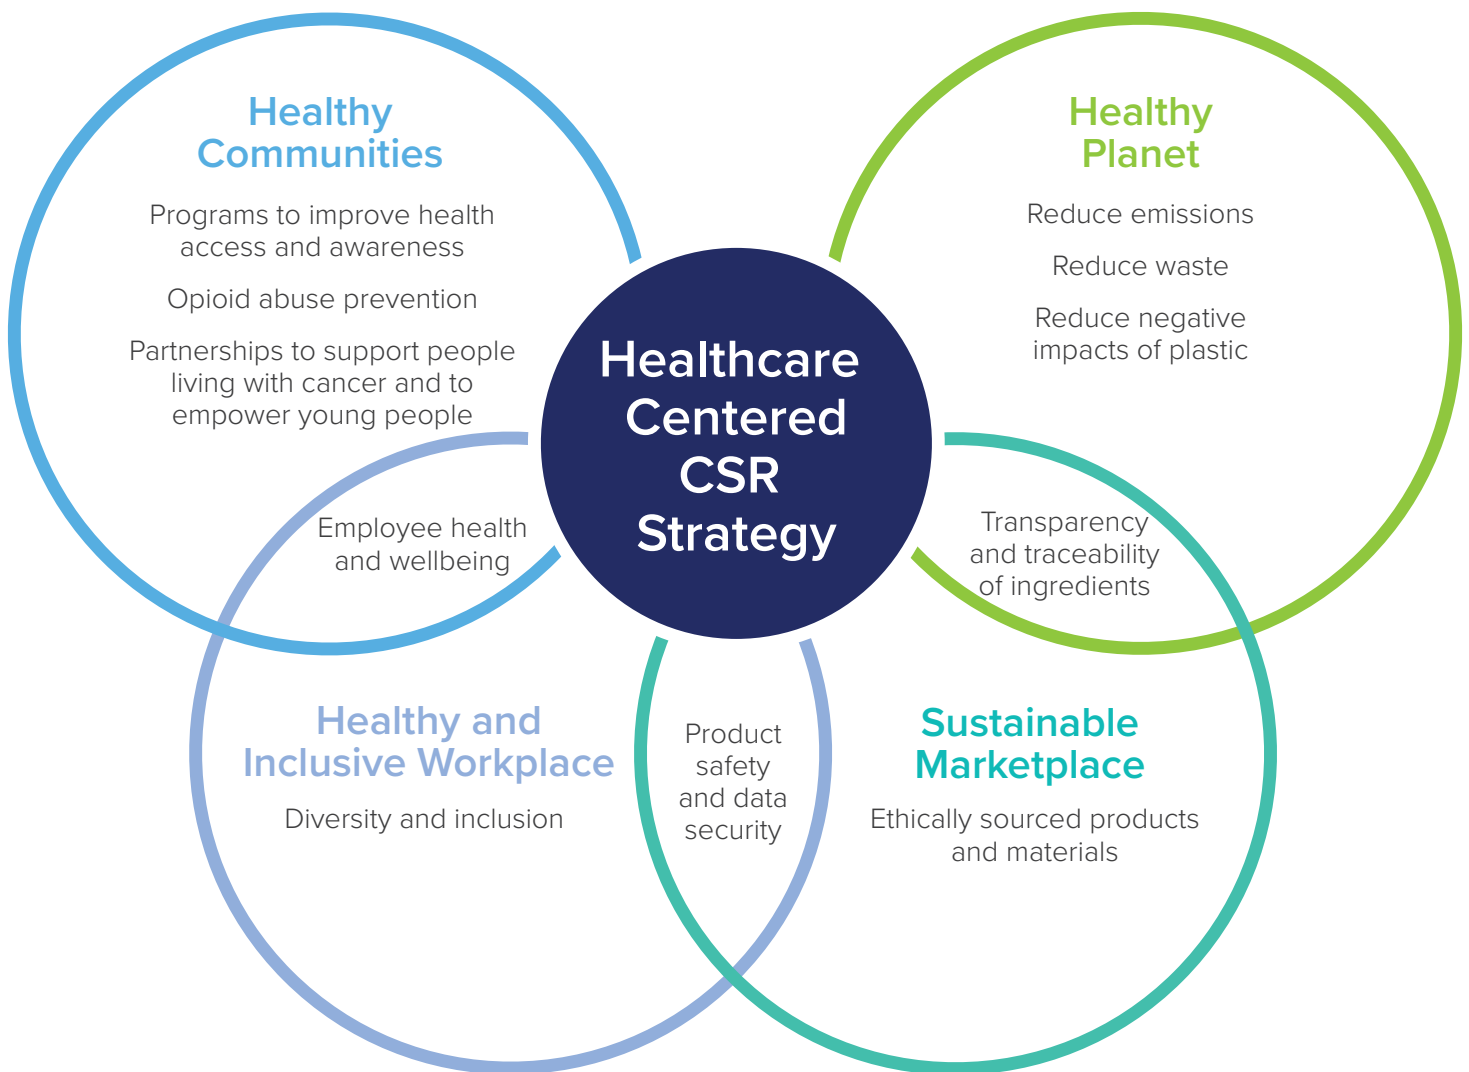 Healthy
Communities
Programs to improve health
access and awareness
Opioid abuse prevention
Partnerships to support people
living with cancer and to
empower young people
Healthy
Planet
Reduce emissions
Reduce waste
Reduce negative
impacts of plastic
Healthcare
Centered
CSR
Strategy
Employee health
and wellbeing
Transparency
and traceability
of ingredients
Healthy and
Inclusive Workplace
Diversity and inclusion
Product
safety
and data
security
Sustainable
Marketplace
Ethically sourced products
and materials